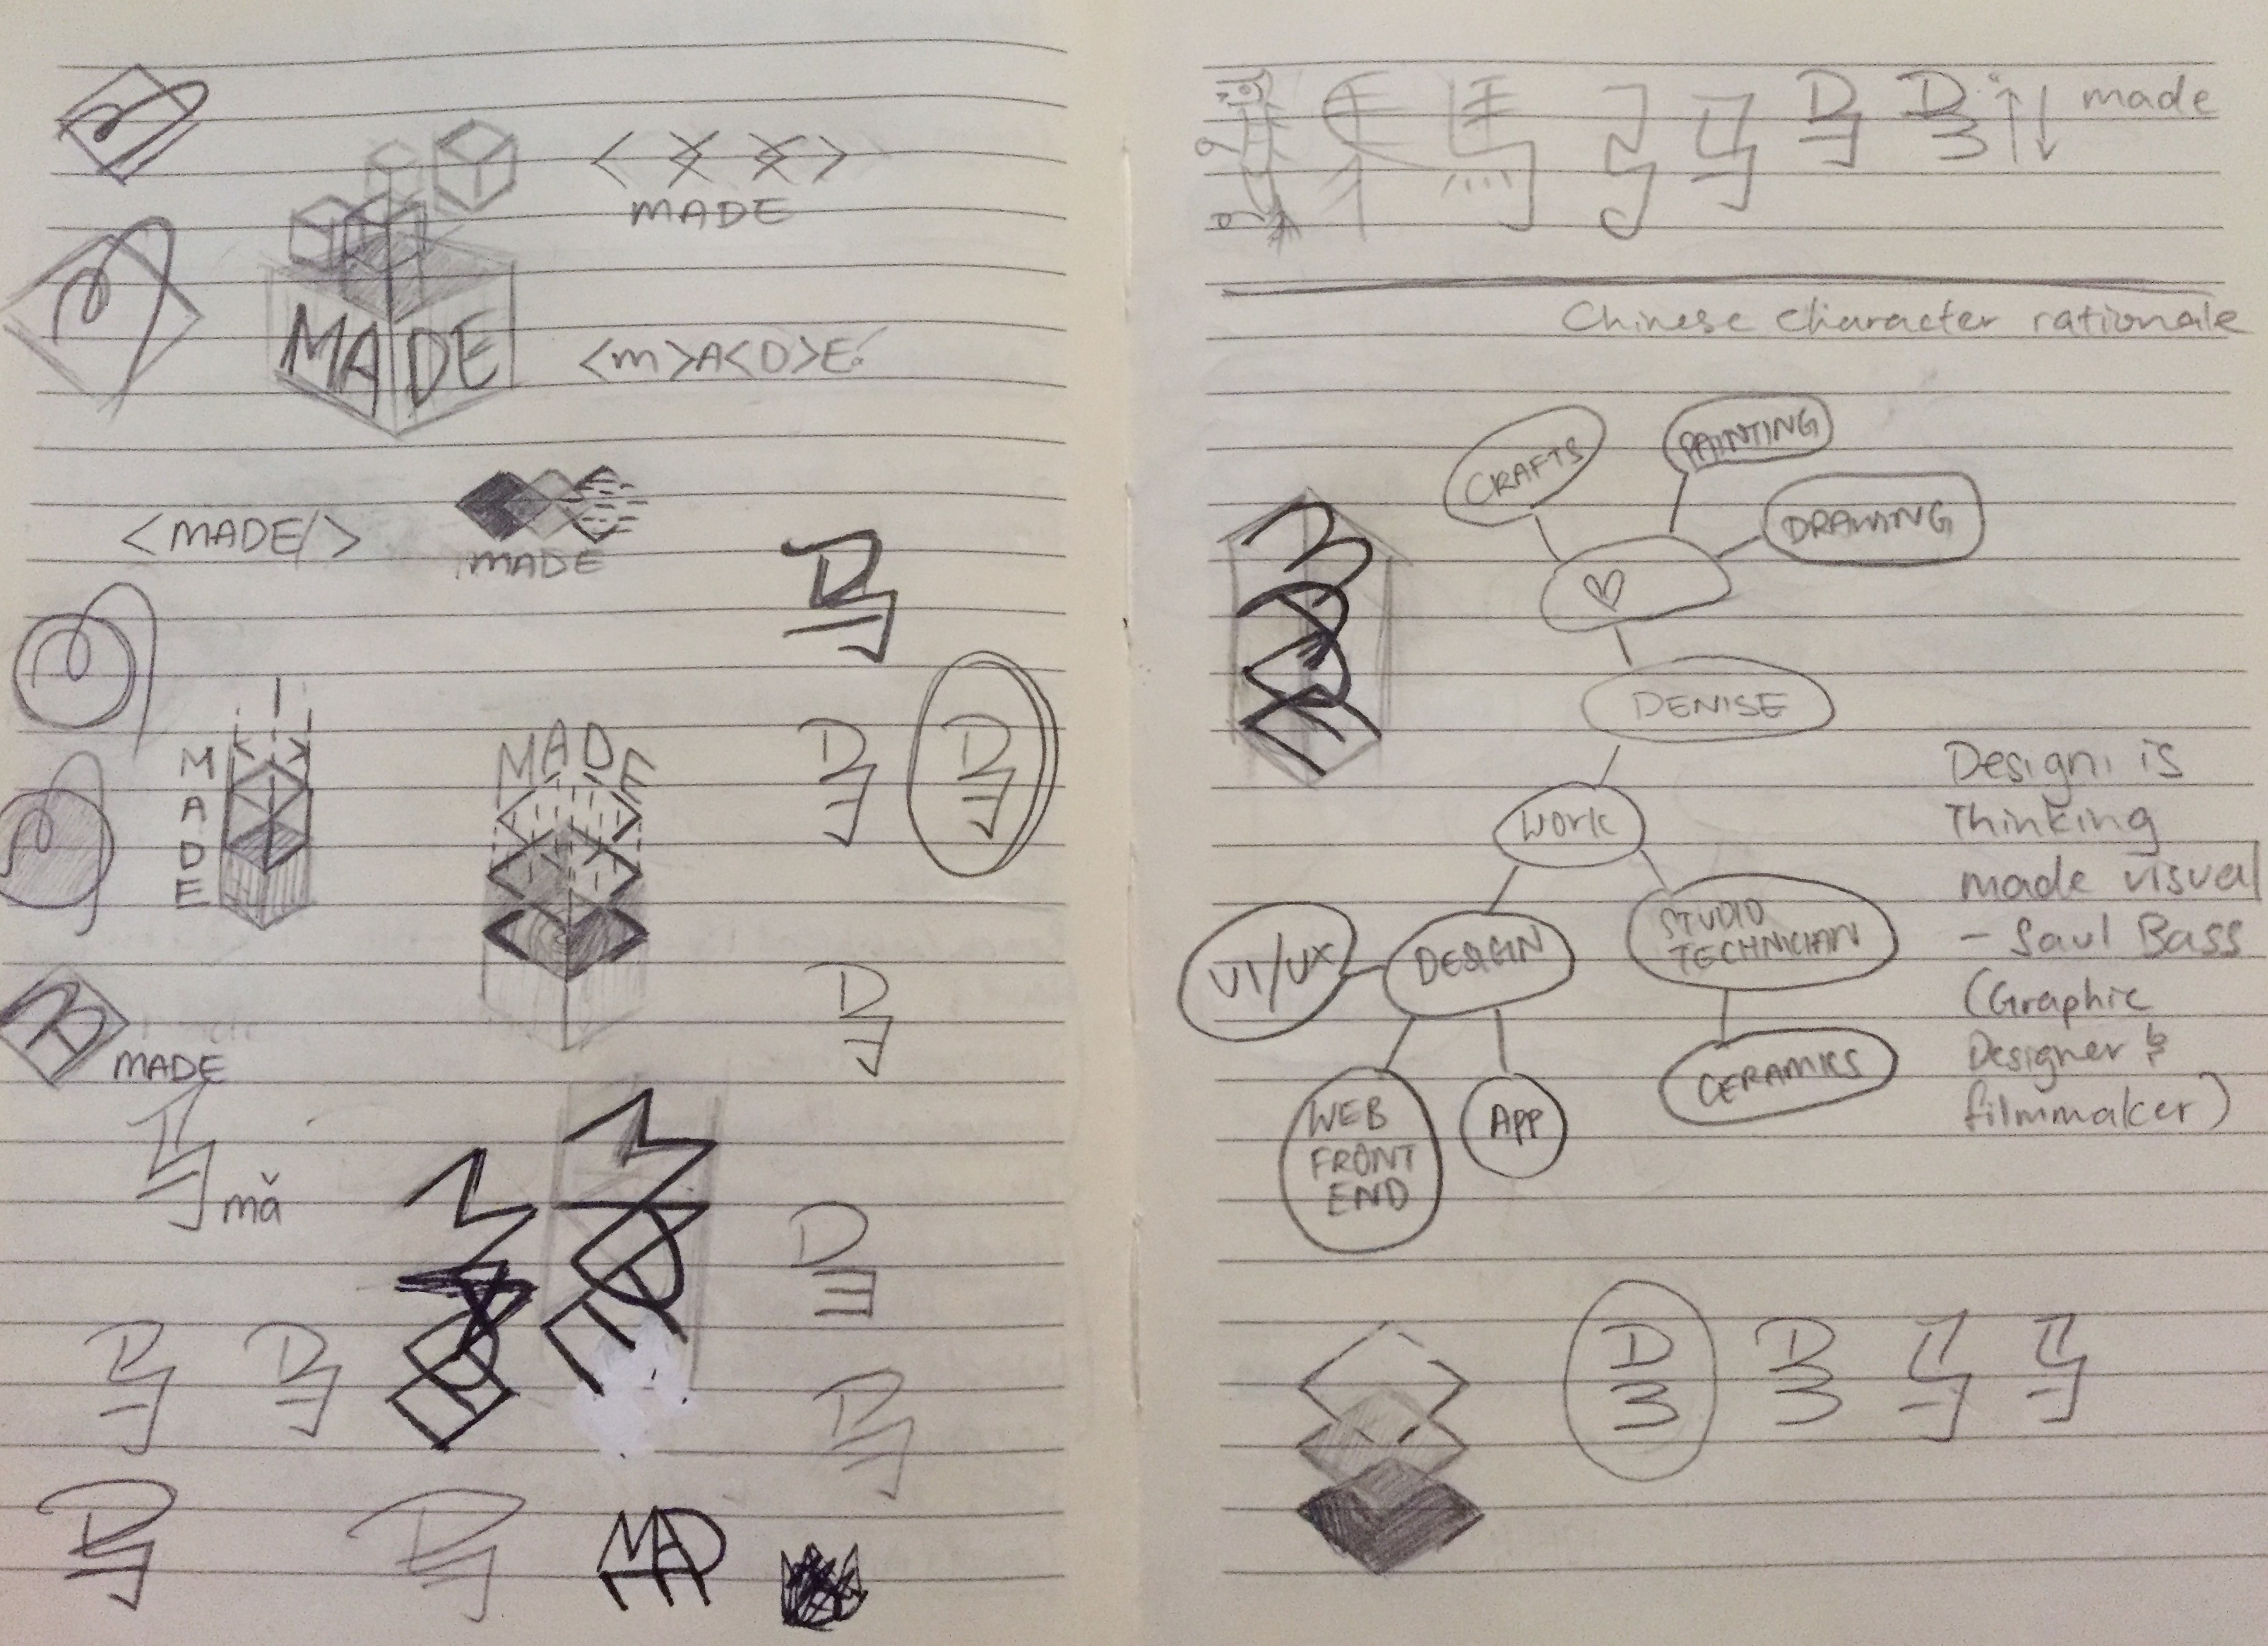 MADE
MADE
<m>A<D>E
<MADE/>
MADE
M
A
D
E
MADE
MADE
mǎ
MAD
馬
made
Chinese character rationale
CRAFTS
PAINTING
DRAWING
DENISE
WORK
STUDIO
TECHNICIAN
UI/UX
DESIGN
CERAMICS
WEB
FRONT
END
APP
Design is
Thinking
made visual
- Saul Bass
(Graphic
Designer &
filmmaker)